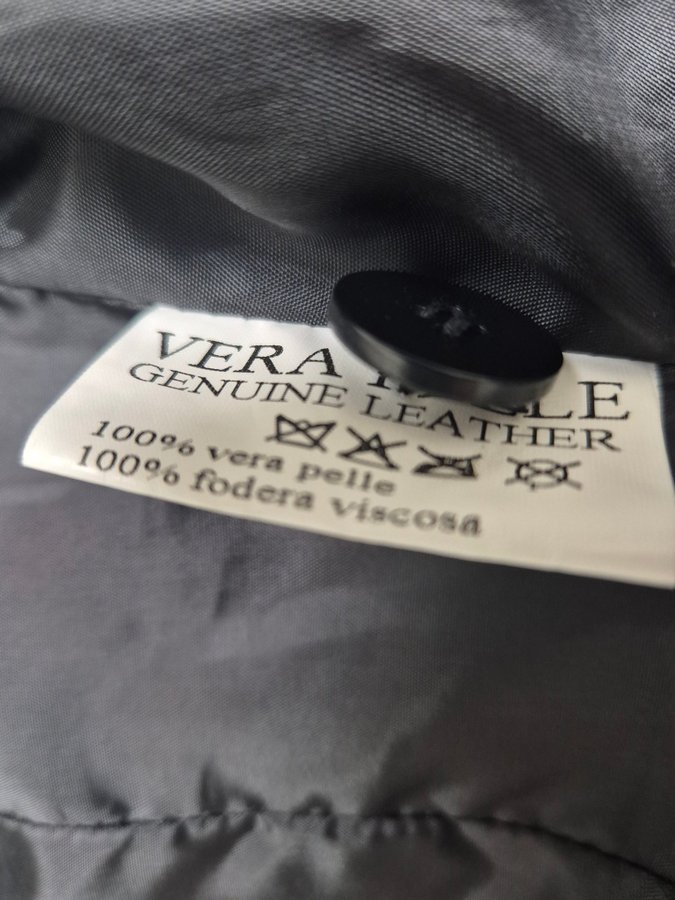 VERA
GENUINE LEATHER
100% vera pelle
100% fodera viscosa